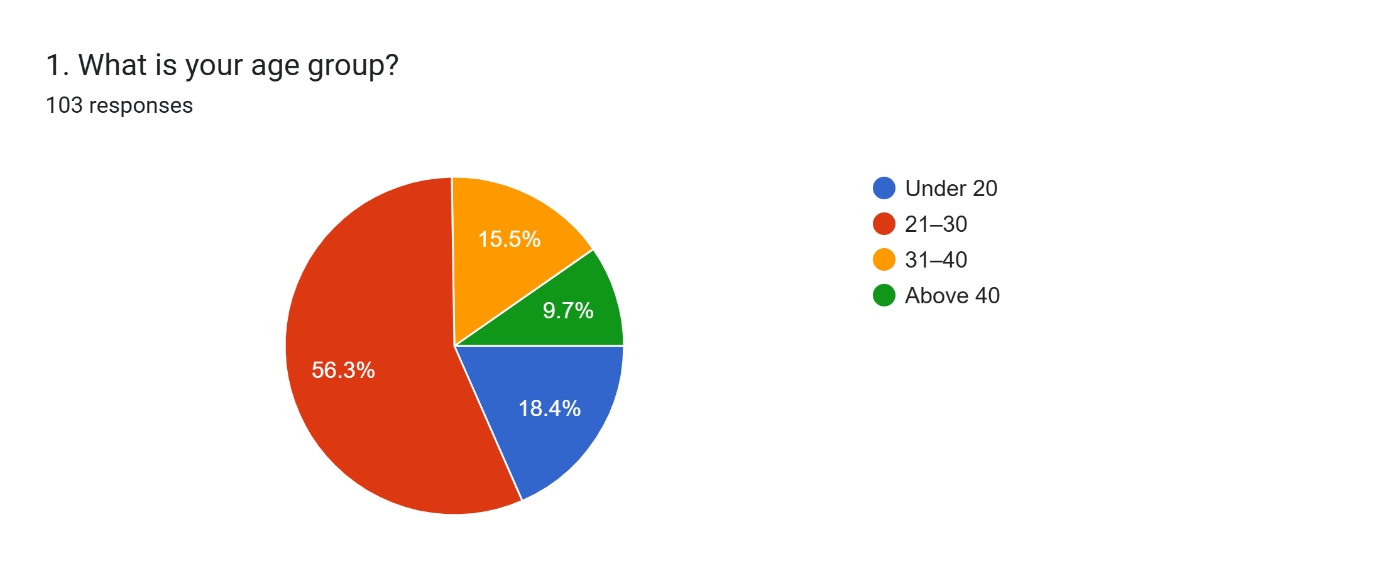 1. What is your age group?
103 responses
15.5%
9.7%
56.3%
18.4%
Under 20
21–30
31–40
Above 40